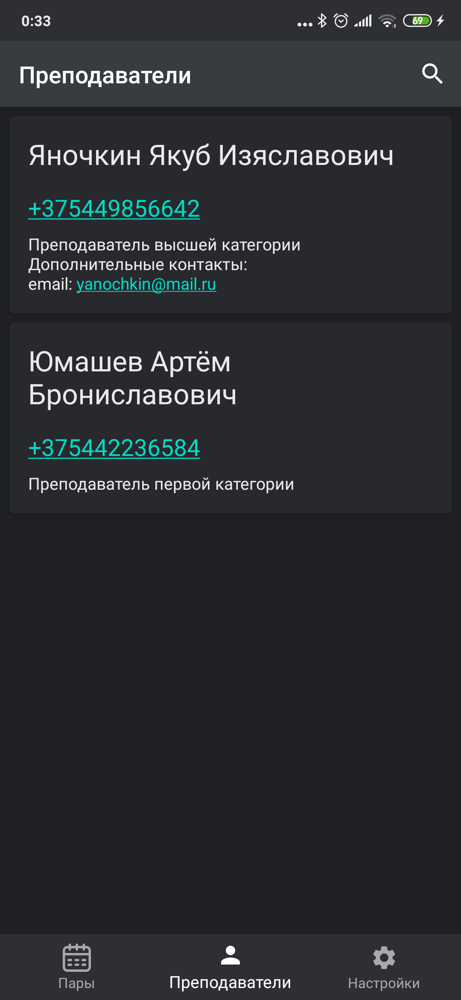 0:33
69
Преподаватели
Яночкин Якуб Изяславович
+375449856642
Преподаватель высшей категории
Дополнительные контакты:
email: yanochkin@mail.ru
Юмашев Артём
Брониславович
+375442236584
Преподаватель первой категории
Пары
Преподаватели
Настройки